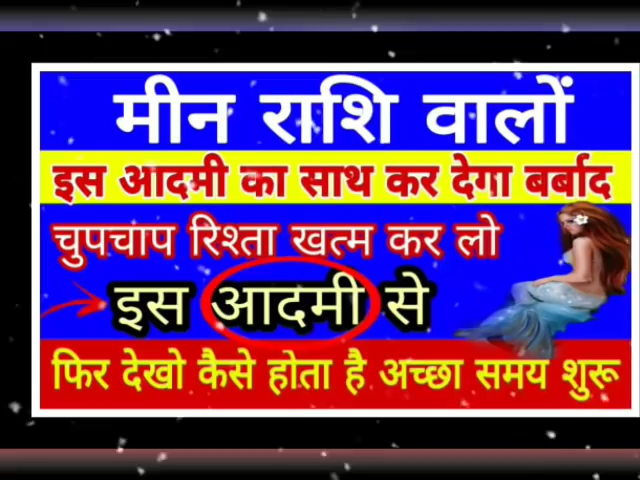 मीन राशि वालों
इस आदमी का साथ कर देगा बर्बाद
चुपचाप रिश्ता खत्म कर लो
इस आदमी से
फिर देखो कैसे होता है अच्छा समय शुरू